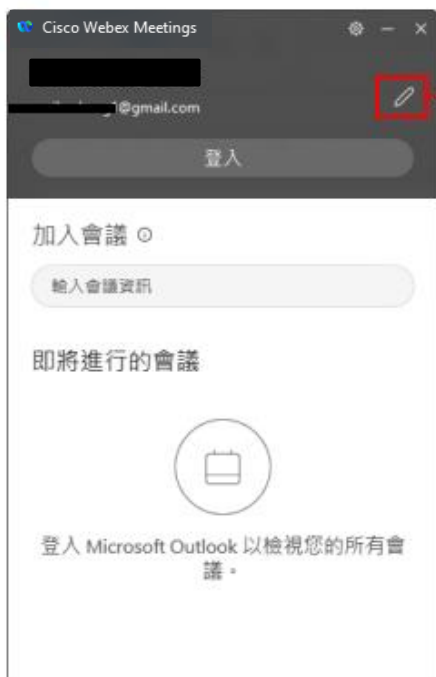 Cisco Webex Meetings
@gmail.com
登入
加入會議
輸入會議資訊
即將進行的會議
登入 Microsoft Outlook 以檢視您的所有會
議。